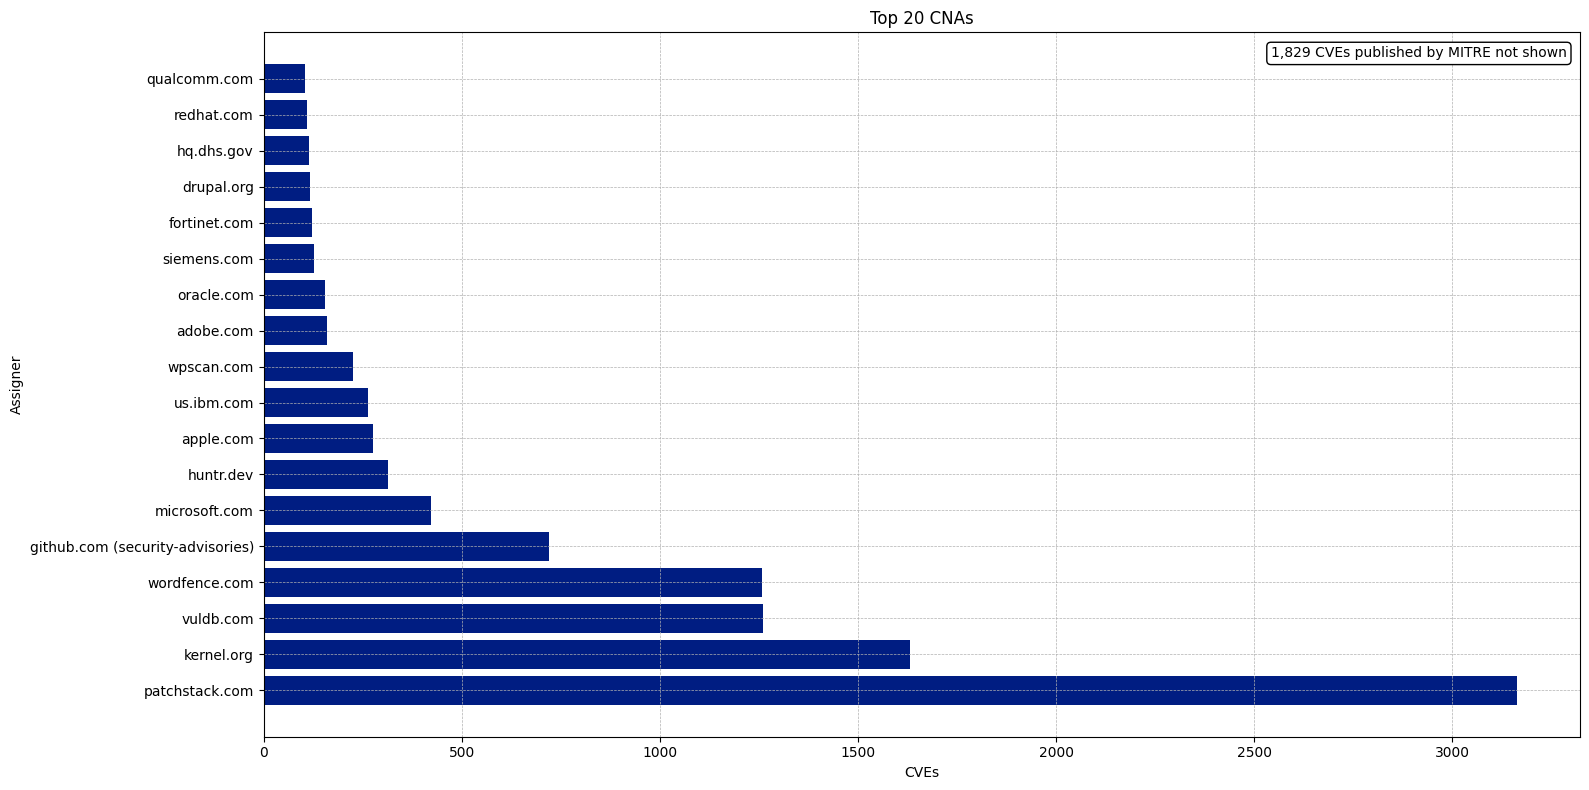 Top 20 CNAs
1,829 CVEs published by MITRE not shown
qualcomm.com
redhat.com
hq.dhs.gov
drupal.org
fortinet.com
siemens.com
oracle.com
adobe.com
wpscan.com
us.ibm.com
apple.com
huntr.dev
microsoft.com
github.com (security-advisories)
wordfence.com
vuldb.com
kernel.org
patchstack.com
Assigner
0 500 1000 1500 2000 2500 3000
CVEs